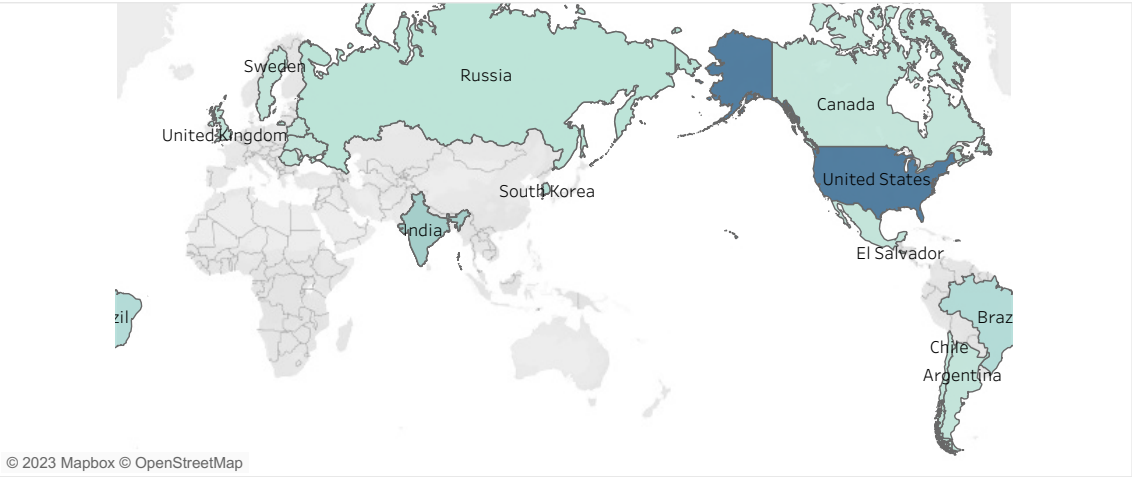 Sweden
Russia
Canada
United Kingdom
United States
South Korea
India
El Salvador
zil
Braz
Chile
Argentina
© 2023 Mapbox © OpenStreetMap